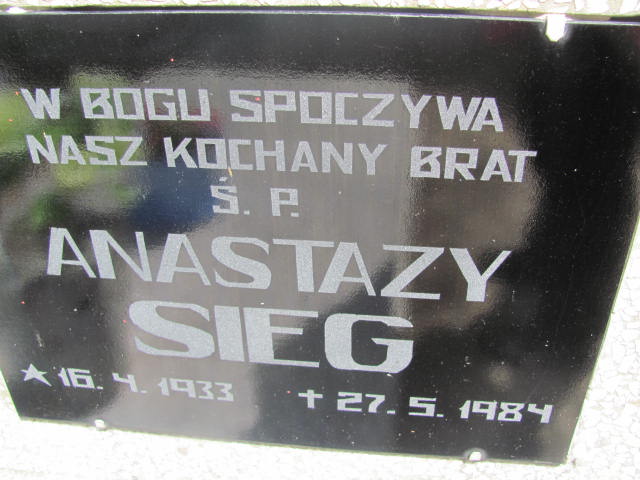 W BOGU SPOCZYWA
NASZ KOCHANY BRAT
Ś. P.
ANASTAZY
SIEG
★ 16. 4. 1933 † 27. 5. 1984